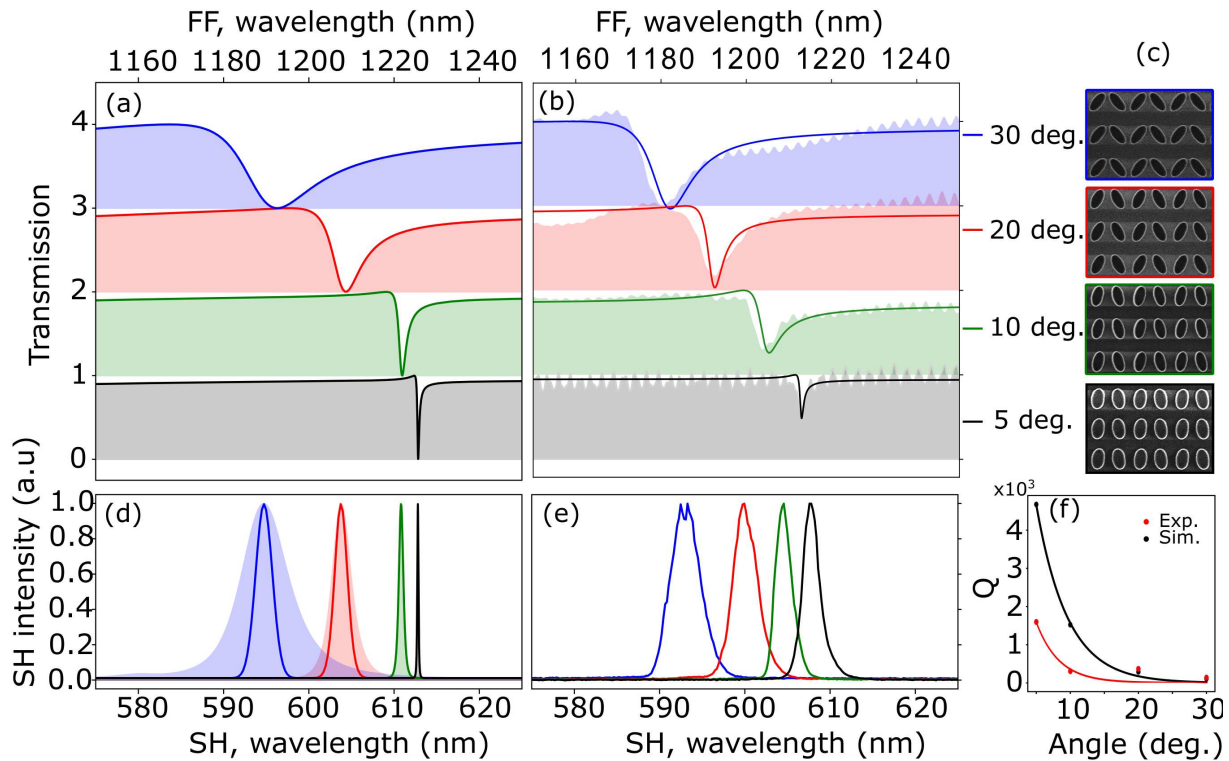 FF, wavelength (nm)
1160 1180 1200 1220 1240
FF, wavelength (nm)
1160 1180 1200 1220 1240
(c)
(a)
(b)
Transmission
4
3
2
1
0
30 deg.
20 deg.
10 deg.
5 deg.
SH intensity (a.u)
1.0
0.8
0.6
0.4
0.2
0.0
(d)
580 590 600 610 620
SH, wavelength (nm)
(e)
580 590 600 610 620
SH, wavelength (nm)
×10³
(f)
Exp.
Sim.
Q
4
3
2
1
0
10 20 30
Angle (deg.)